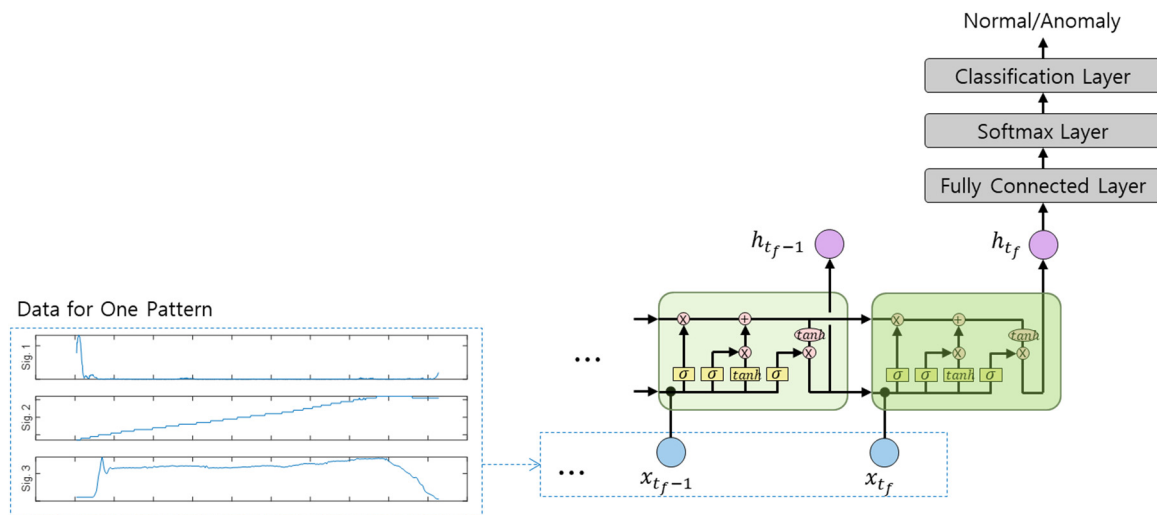 Normal/Anomaly
Classification Layer
Softmax Layer
Fully Connected Layer
h_{t_f−1}
h_{t_f}
Data for One Pattern
Sig. 1
Sig. 2
Sig. 3
...
× + tanh ×
×
σ σ tanh σ
× + tanh ×
×
σ σ tanh σ
...
x_{t_f−1}
x_{t_f}